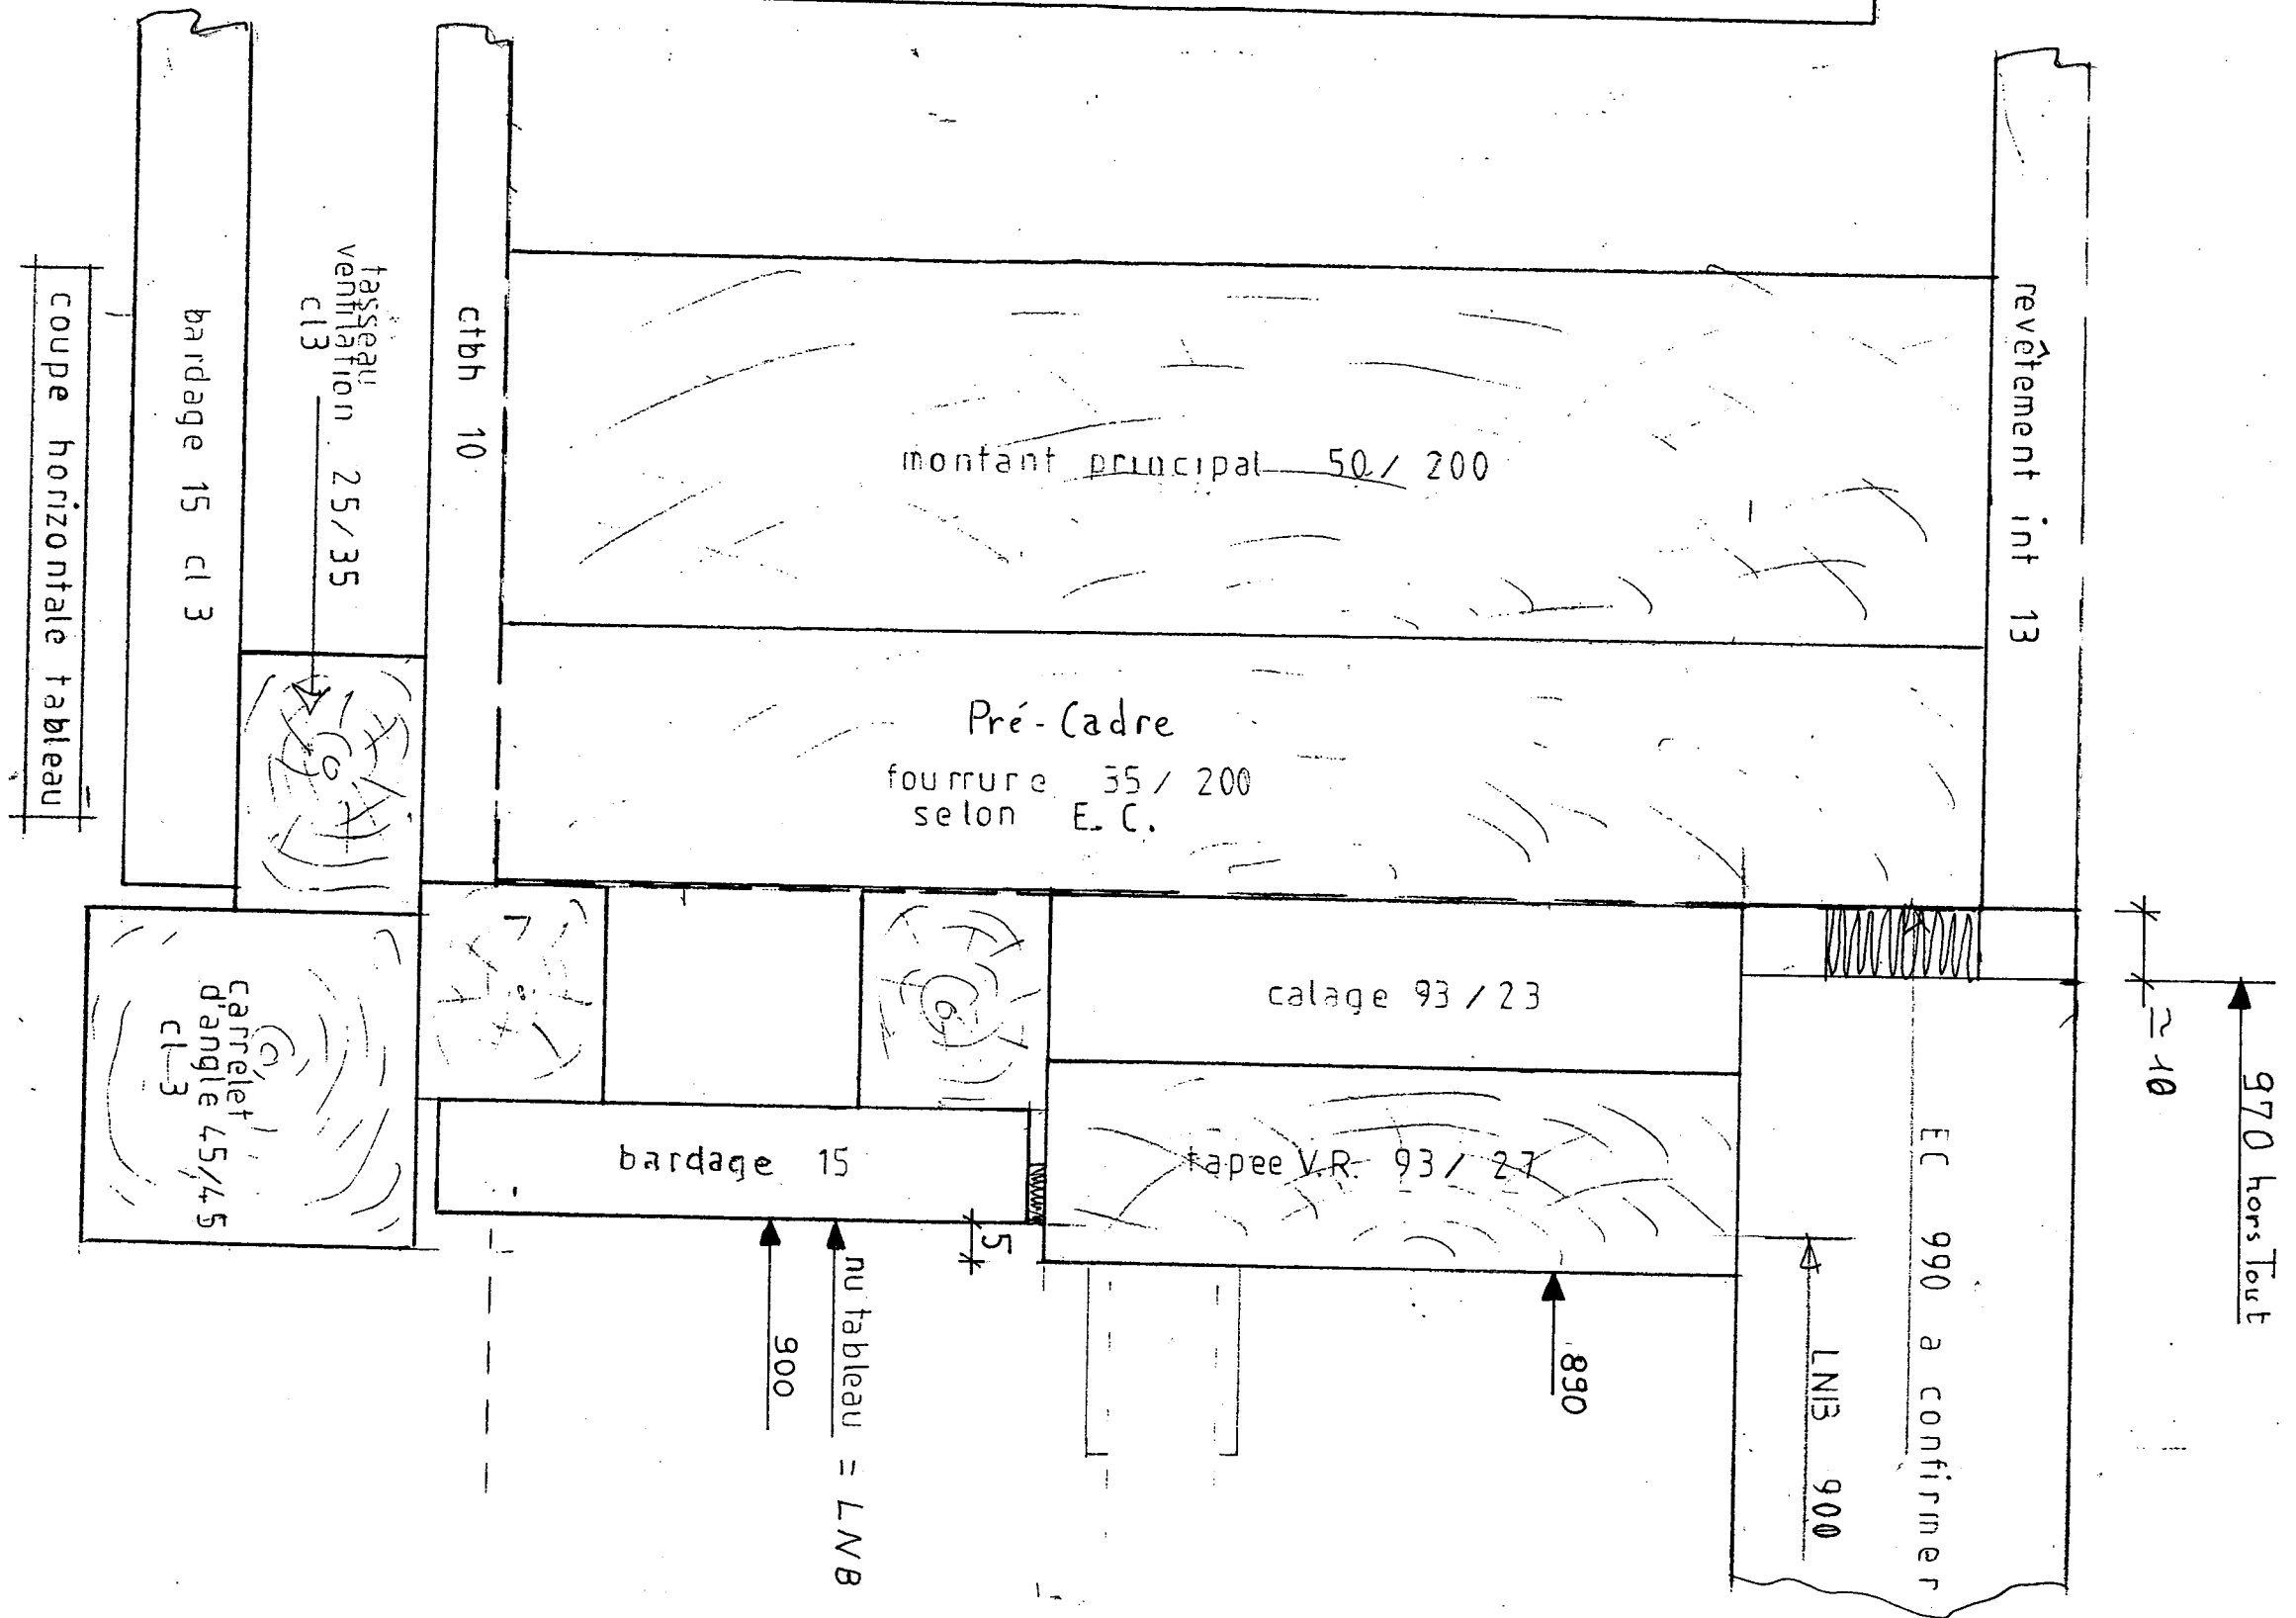 coupe horizontale tableau
bardage 15 cl 3
tasseau
ventilation 25/35
cl3
ctbh 10
montant principal 50/ 200
revêtement int 13
Pré-Cadre
fourrure 35/ 200
selon E.C.
calage 93/23
≃10
970 hors Tout
carrelet
d'angle 45/45
cl-3
bardage 15
tapee V.R. 93/27
5
nu tableau = LNB
900
890
LNB 900
EC 990 a confirmer